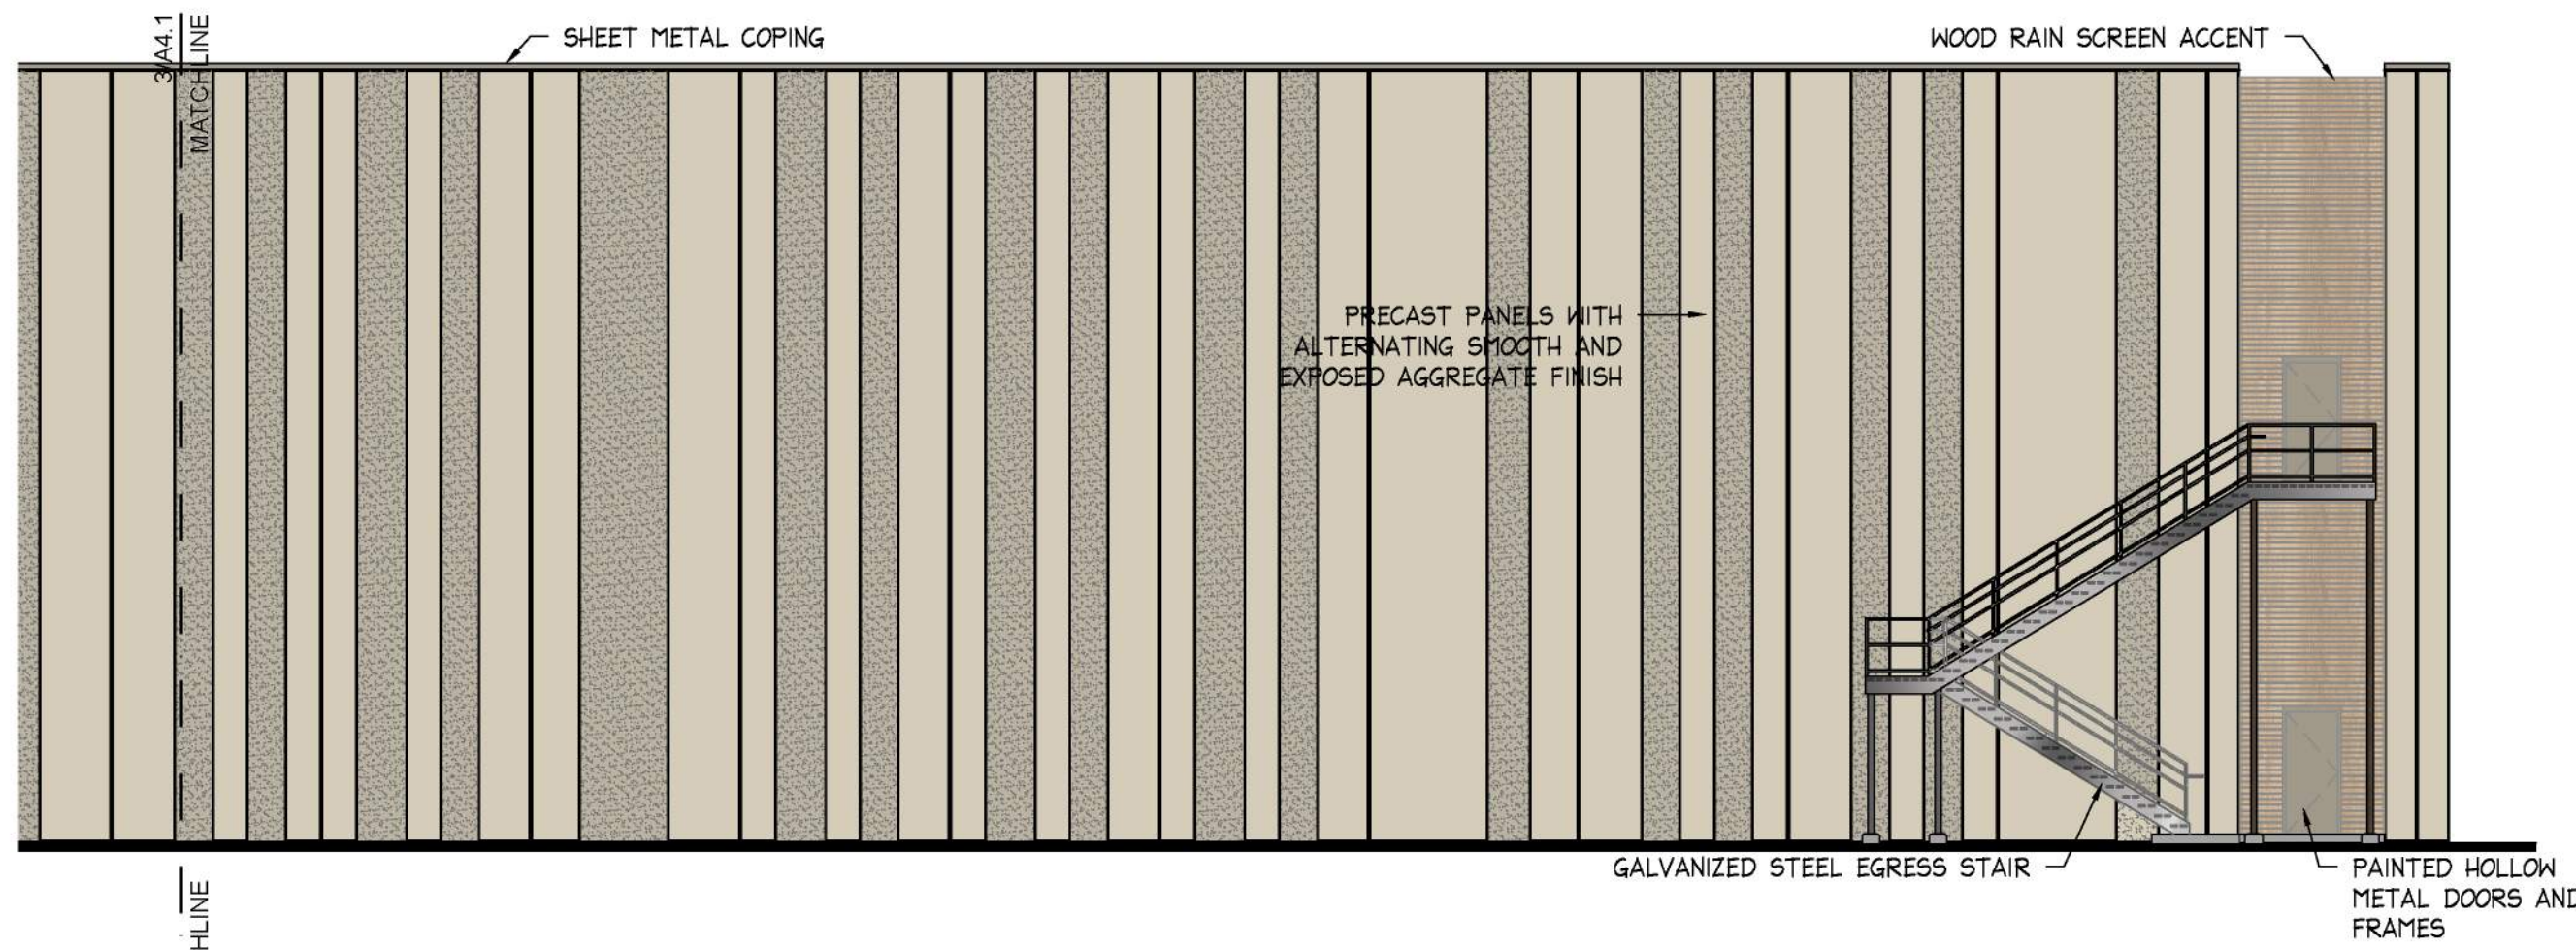 3/A4.1
MATCHLINE
SHEET METAL COPING
WOOD RAIN SCREEN ACCENT
PRECAST PANELS WITH
ALTERNATING SMOOTH AND
EXPOSED AGGREGATE FINISH
GALVANIZED STEEL EGRESS STAIR
PAINTED HOLLOW
METAL DOORS AND
FRAMES
HLINE